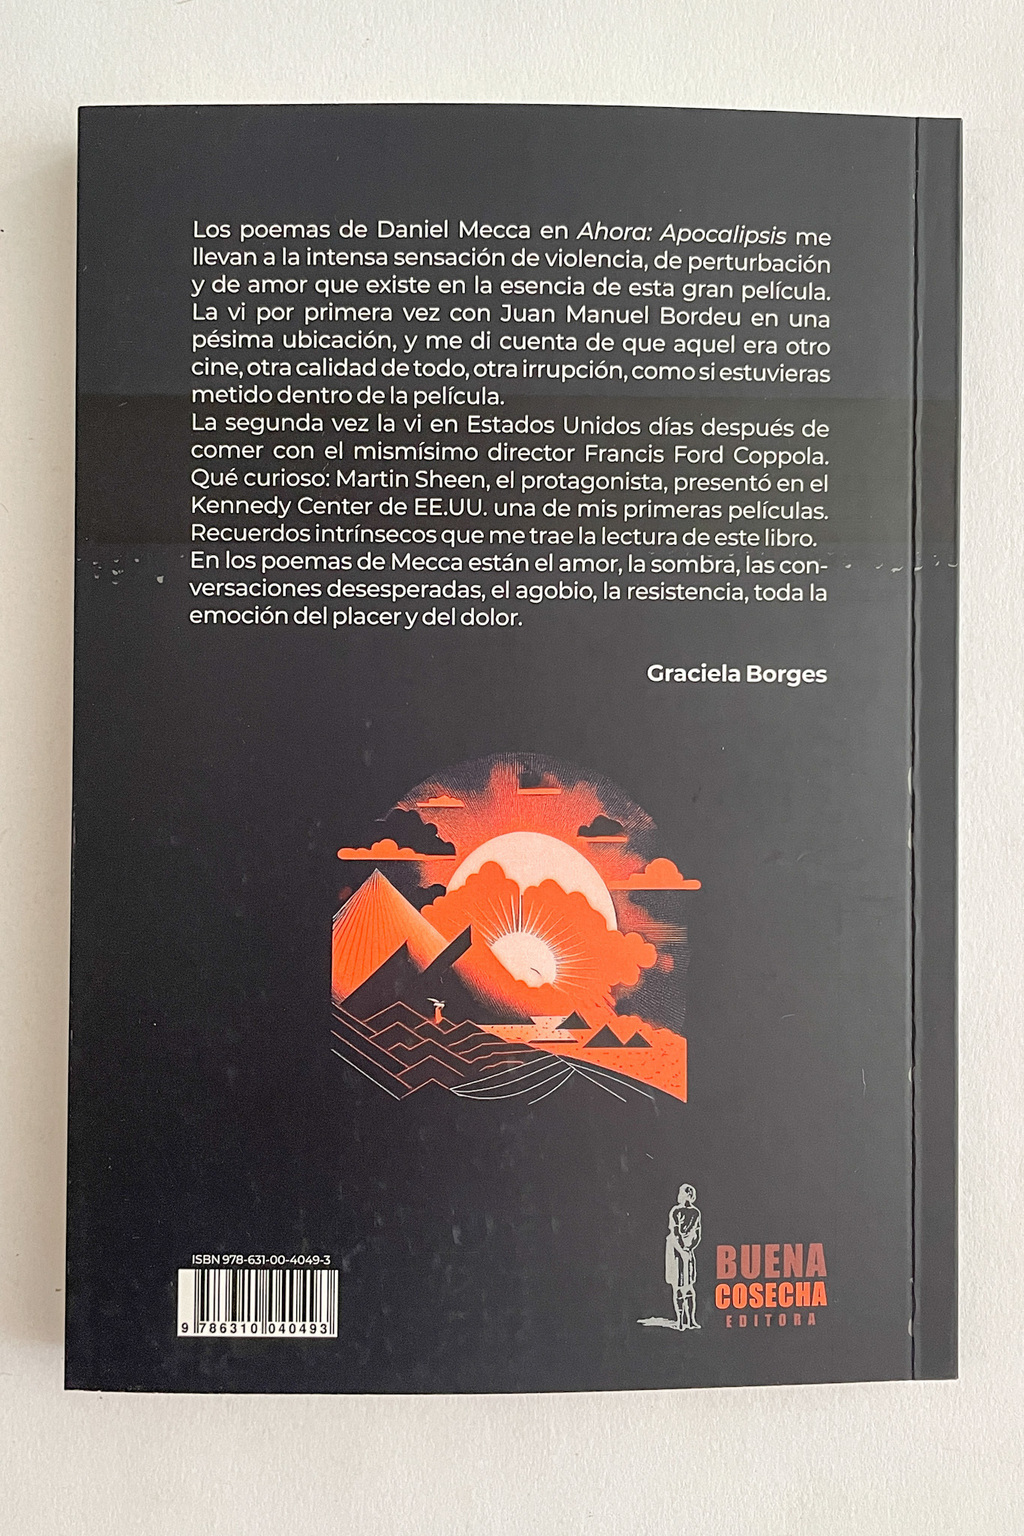 Los poemas de Daniel Mecca en Ahora: Apocalipsis me
llevan a la intensa sensación de violencia, de perturbación
y de amor que existe en la esencia de esta gran película.
La vi por primera vez con Juan Manuel Bordeu en una
pésima ubicación, y me di cuenta de que aquel era otro
cine, otra calidad de todo, otra irrupción, como si estuvieras
metido dentro de la película.
La segunda vez la vi en Estados Unidos días después de
comer con el mismísimo director Francis Ford Coppola.
Qué curioso: Martin Sheen, el protagonista, presentó en el
Kennedy Center de EE.UU. una de mis primeras películas.
Recuerdos intrínsecos que me trae la lectura de este libro.
En los poemas de Mecca están el amor, la sombra, las con-
versaciones desesperadas, el agobio, la resistencia, toda la
emoción del placer y del dolor.
Graciela Borges
ISBN 978-631-00-4049-3
9 786310 040493
BUENA
COSECHA
EDITORA